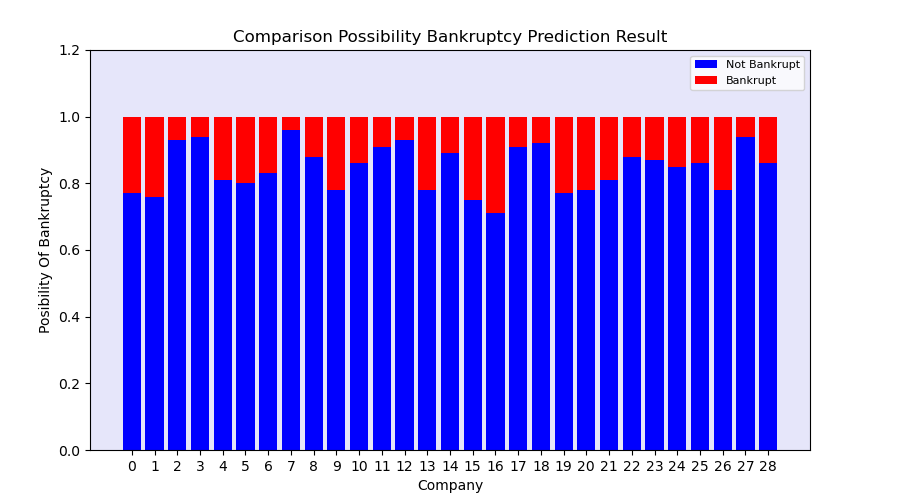 Comparison Possibility Bankruptcy Prediction Result
Not Bankrupt
Bankrupt
1.2
1.0
0.8
0.6
0.4
0.2
0.0
Posibility Of Bankruptcy
0 1 2 3 4 5 6 7 8 9 10 11 12 13 14 15 16 17 18 19 20 21 22 23 24 25 26 27 28
Company